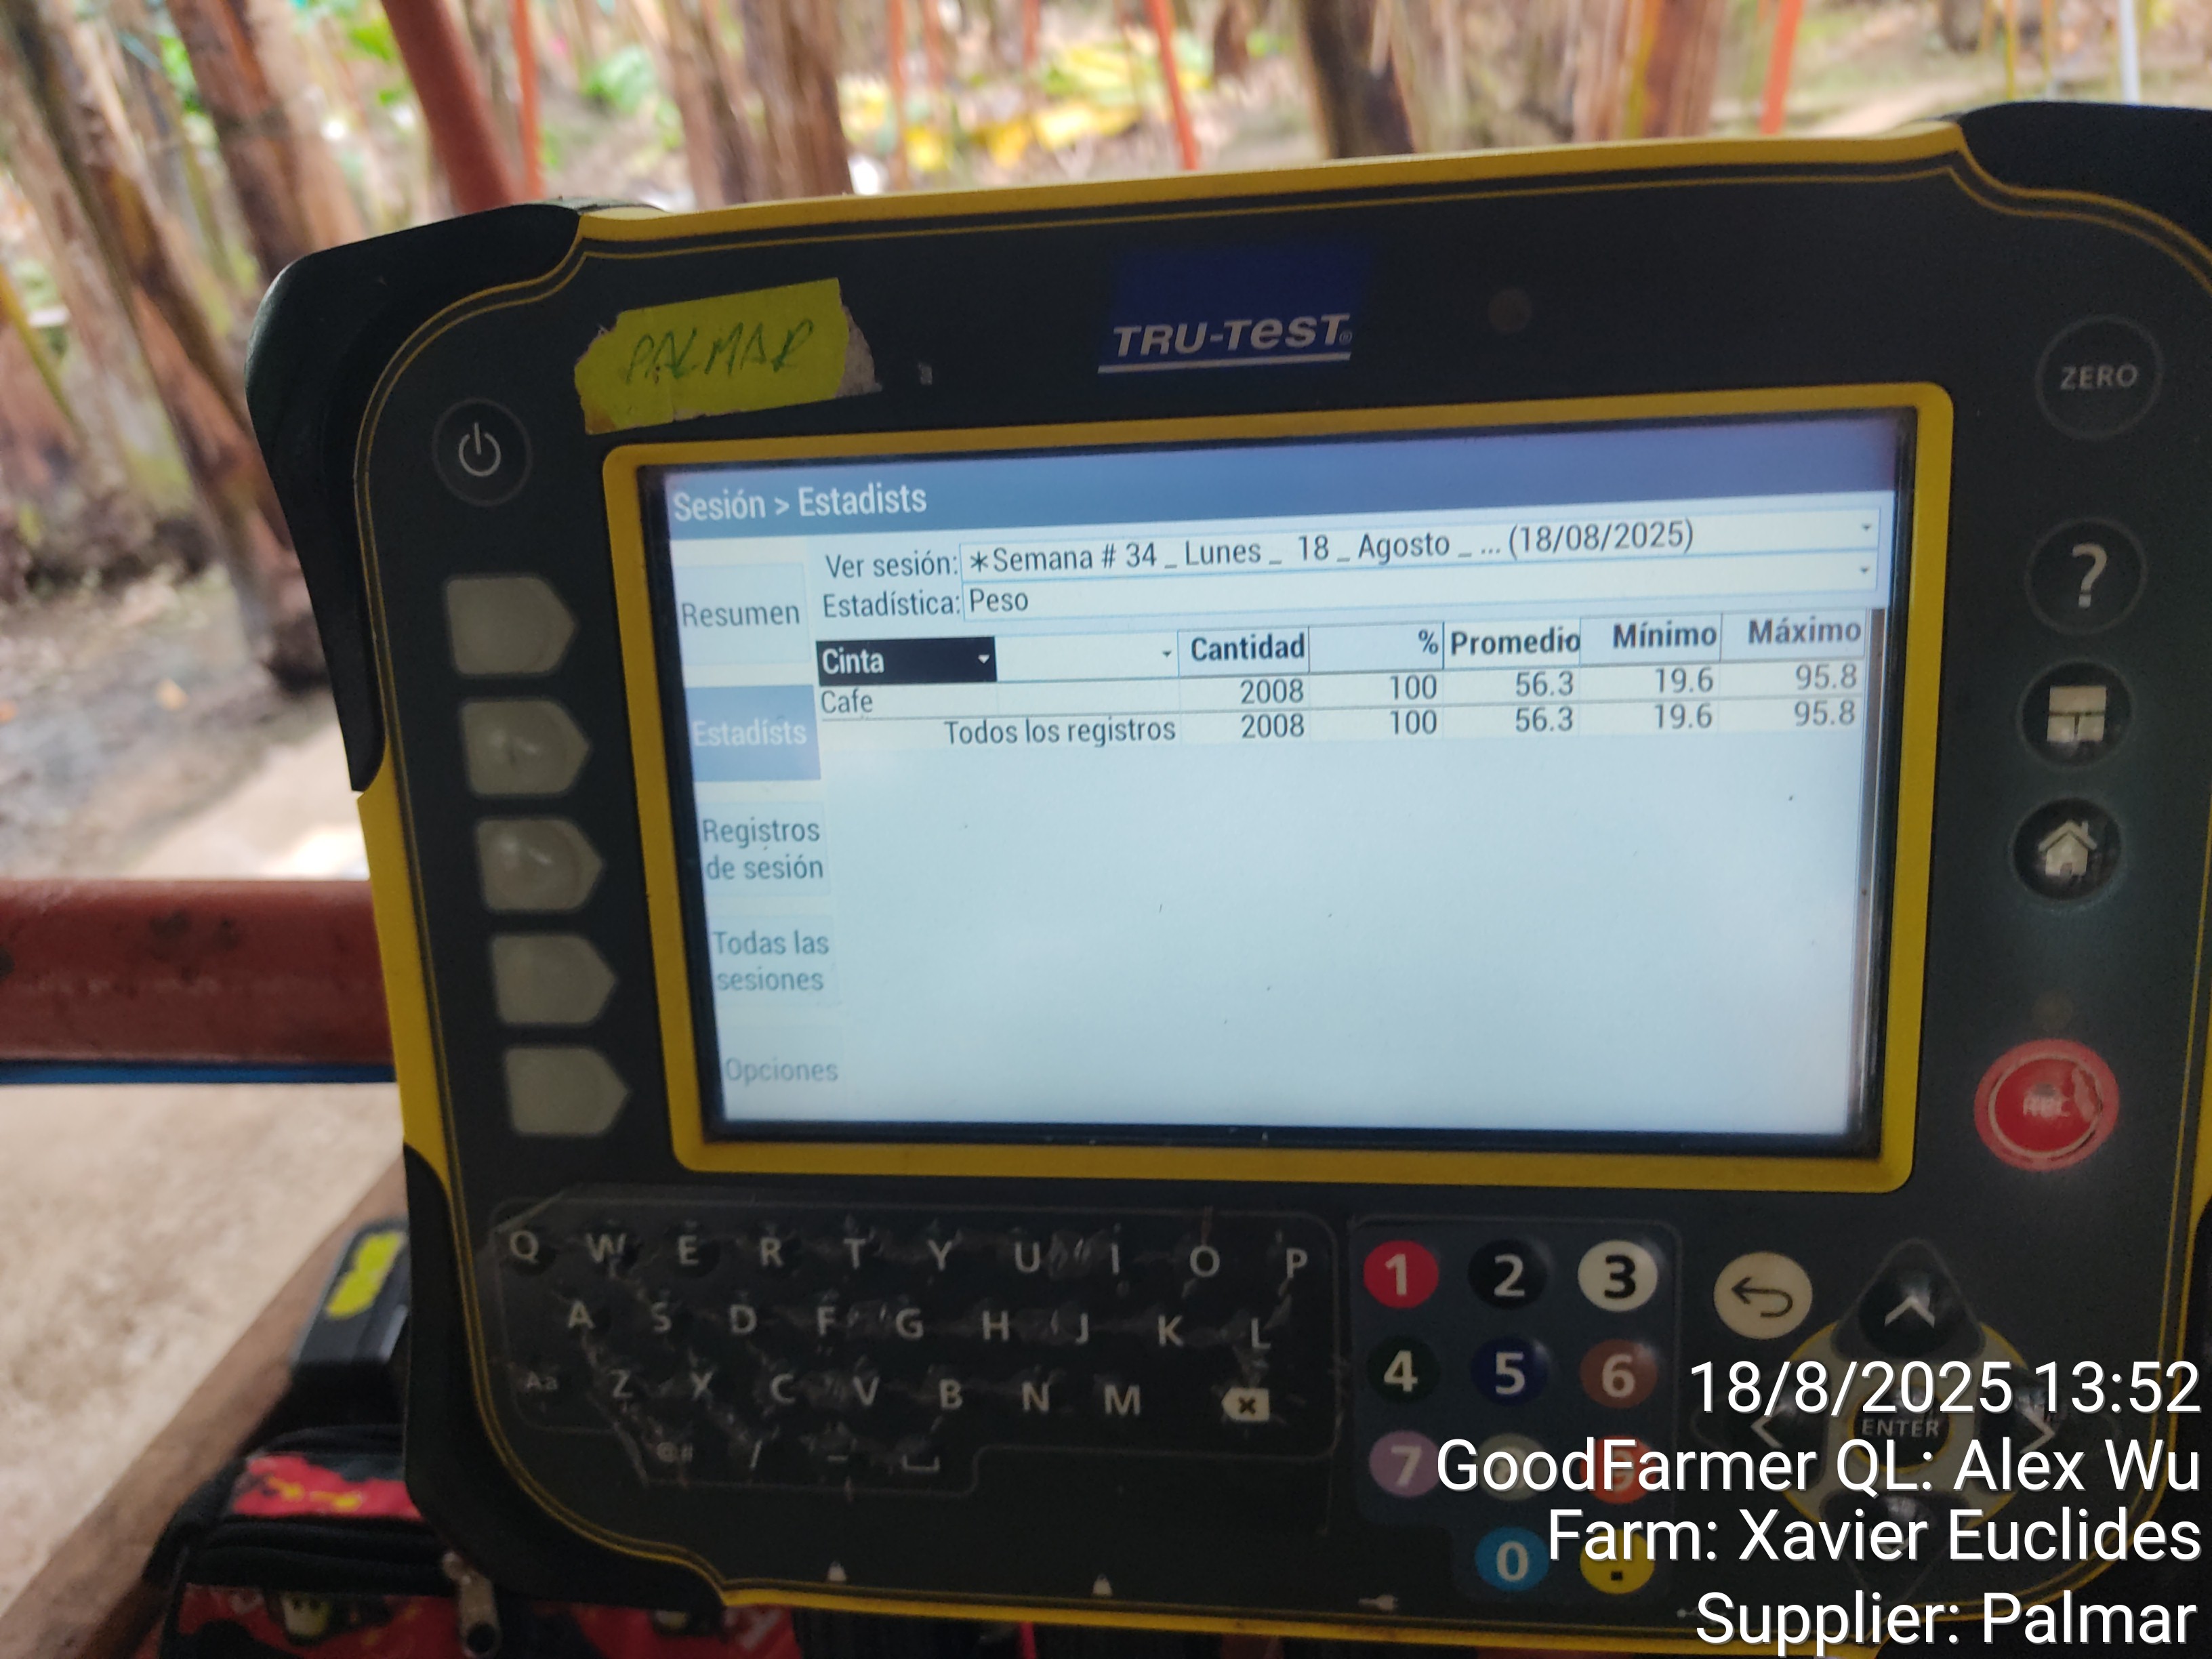 PALMAR
TRU-TEST
ZERO
Sesión > Estadists
Ver sesión: *Semana # 34 _ Lunes _ 18 _ Agosto _ ... (18/08/2025)
Estadística: Peso
Resumen
Estadísts
Registros
de sesión
Todas las
sesiones
Opciones
Cinta Cantidad % Promedio Mínimo Máximo
Cafe 2008 100 56.3 19.6 95.8
Todos los registros 2008 100 56.3 19.6 95.8
?
REC
Q W E R T Y U I O P
A S D F G H J K L
Aa Z X C V B N M
@# / - 
1 2 3
4 5 6
7 9
0 .
ENTER
18/8/2025 13:52
GoodFarmer QL: Alex Wu
Farm: Xavier Euclides
Supplier: Palmar